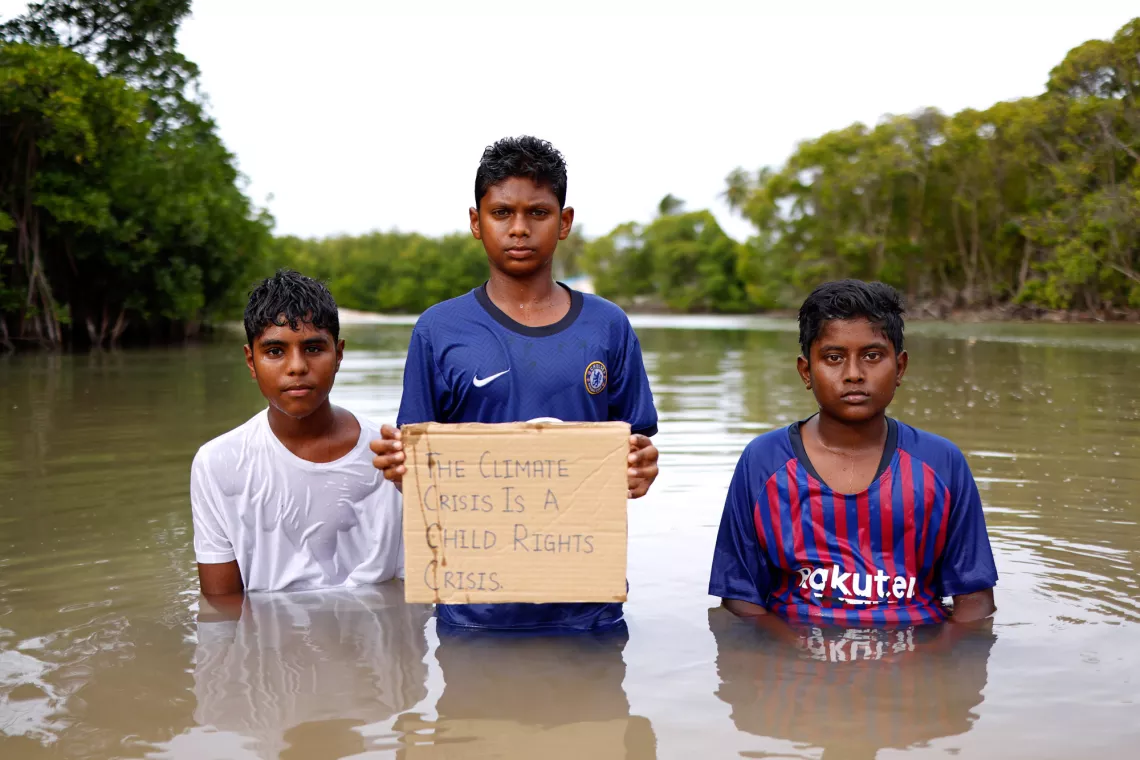 The Climate
Crisis Is A
Child Rights
Crisis.
Rakuten